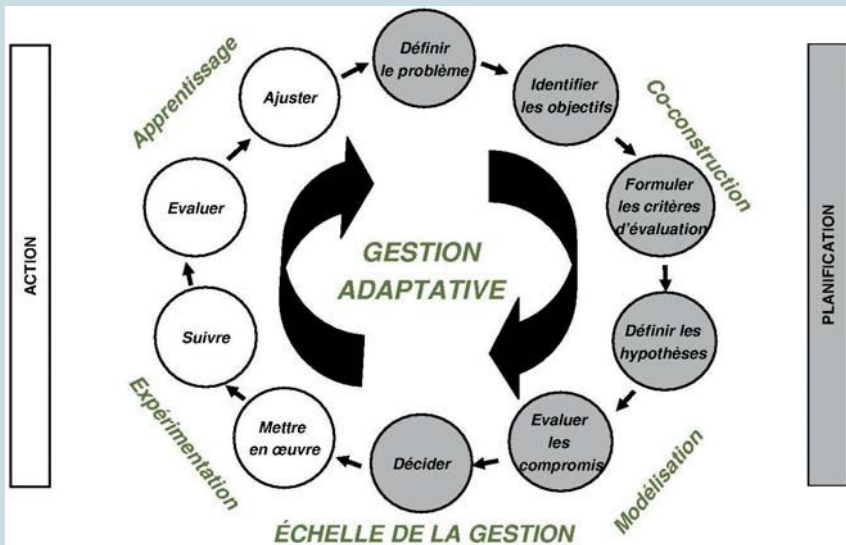 Définir
le problème
Identifier
les objectifs
Co-construction
Formuler
les critères
d'évaluation
Définir les
hypothèses
Evaluer
les
compromis
Modélisation
Décider
Mettre
en œuvre
Expérimentation
Suivre
Evaluer
Ajuster
Apprentissage
GESTION
ADAPTATIVE
ÉCHELLE DE LA GESTION
ACTION
PLANIFICATION